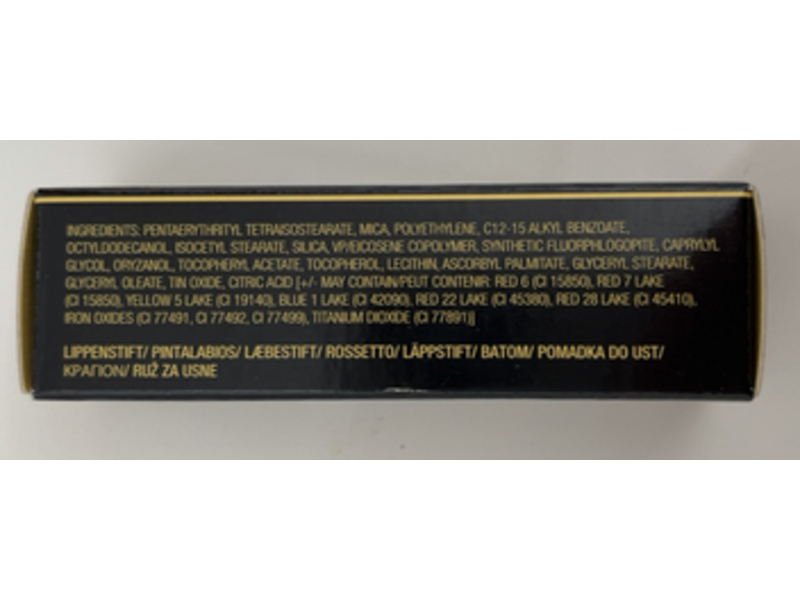 INGREDIENTS: PENTAERYTHRITYL TETRAISOSTEARATE, MICA, POLYETHYLENE, C12-15 ALKYL BENZOATE,
OCTYLDODECANOL, ISOCETYL STEARATE, SILICA, VP/EICOSENE COPOLYMER, SYNTHETIC FLUORPHLOGOPITE, CAPRYLYL
GLYCOL, ORYZANOL, TOCOPHERYL ACETATE, TOCOPHEROL, LECITHIN, ASCORBYL PALMITATE, GLYCERYL STEARATE,
GLYCERYL OLEATE, TIN OXIDE, CITRIC ACID [+/- MAY CONTAIN/PEUT CONTENIR: RED 6 (CI 15850), RED 7 LAKE
(CI 15850), YELLOW 5 LAKE (CI 19140), BLUE 1 LAKE (CI 42090), RED 22 LAKE (CI 45380), RED 28 LAKE (CI 45410),
IRON OXIDES (CI 77491, CI 77492, CI 77499), TITANIUM DIOXIDE (CI 77891)]
LIPPENSTIFT/ PINTALABIOS/ LÆBESTIFT/ ROSSETTO/ LÄPPSTIFT/ BATOM/ POMADKA DO UST/
ΚΡΑΓΙΟΝ/ RUŽ ZA USNE